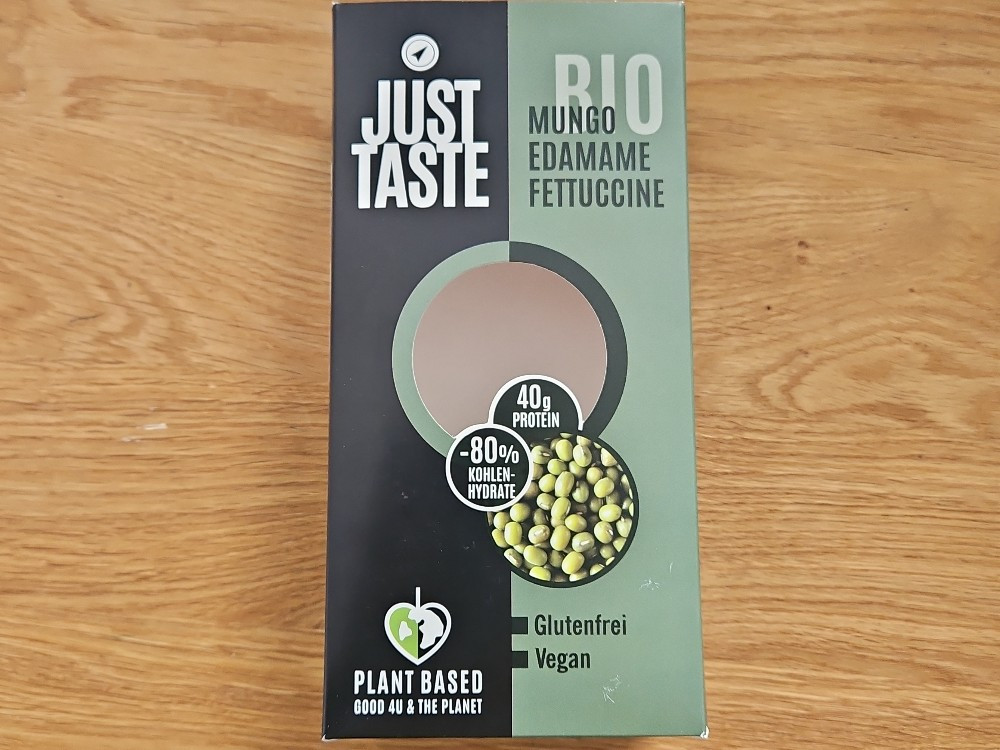 JUST
TASTE
BIO
MUNGO
EDAMAME
FETTUCCINE
40g
PROTEIN
-80%
KOHLEN-
HYDRATE
Glutenfrei
Vegan
PLANT BASED
GOOD 4U & THE PLANET